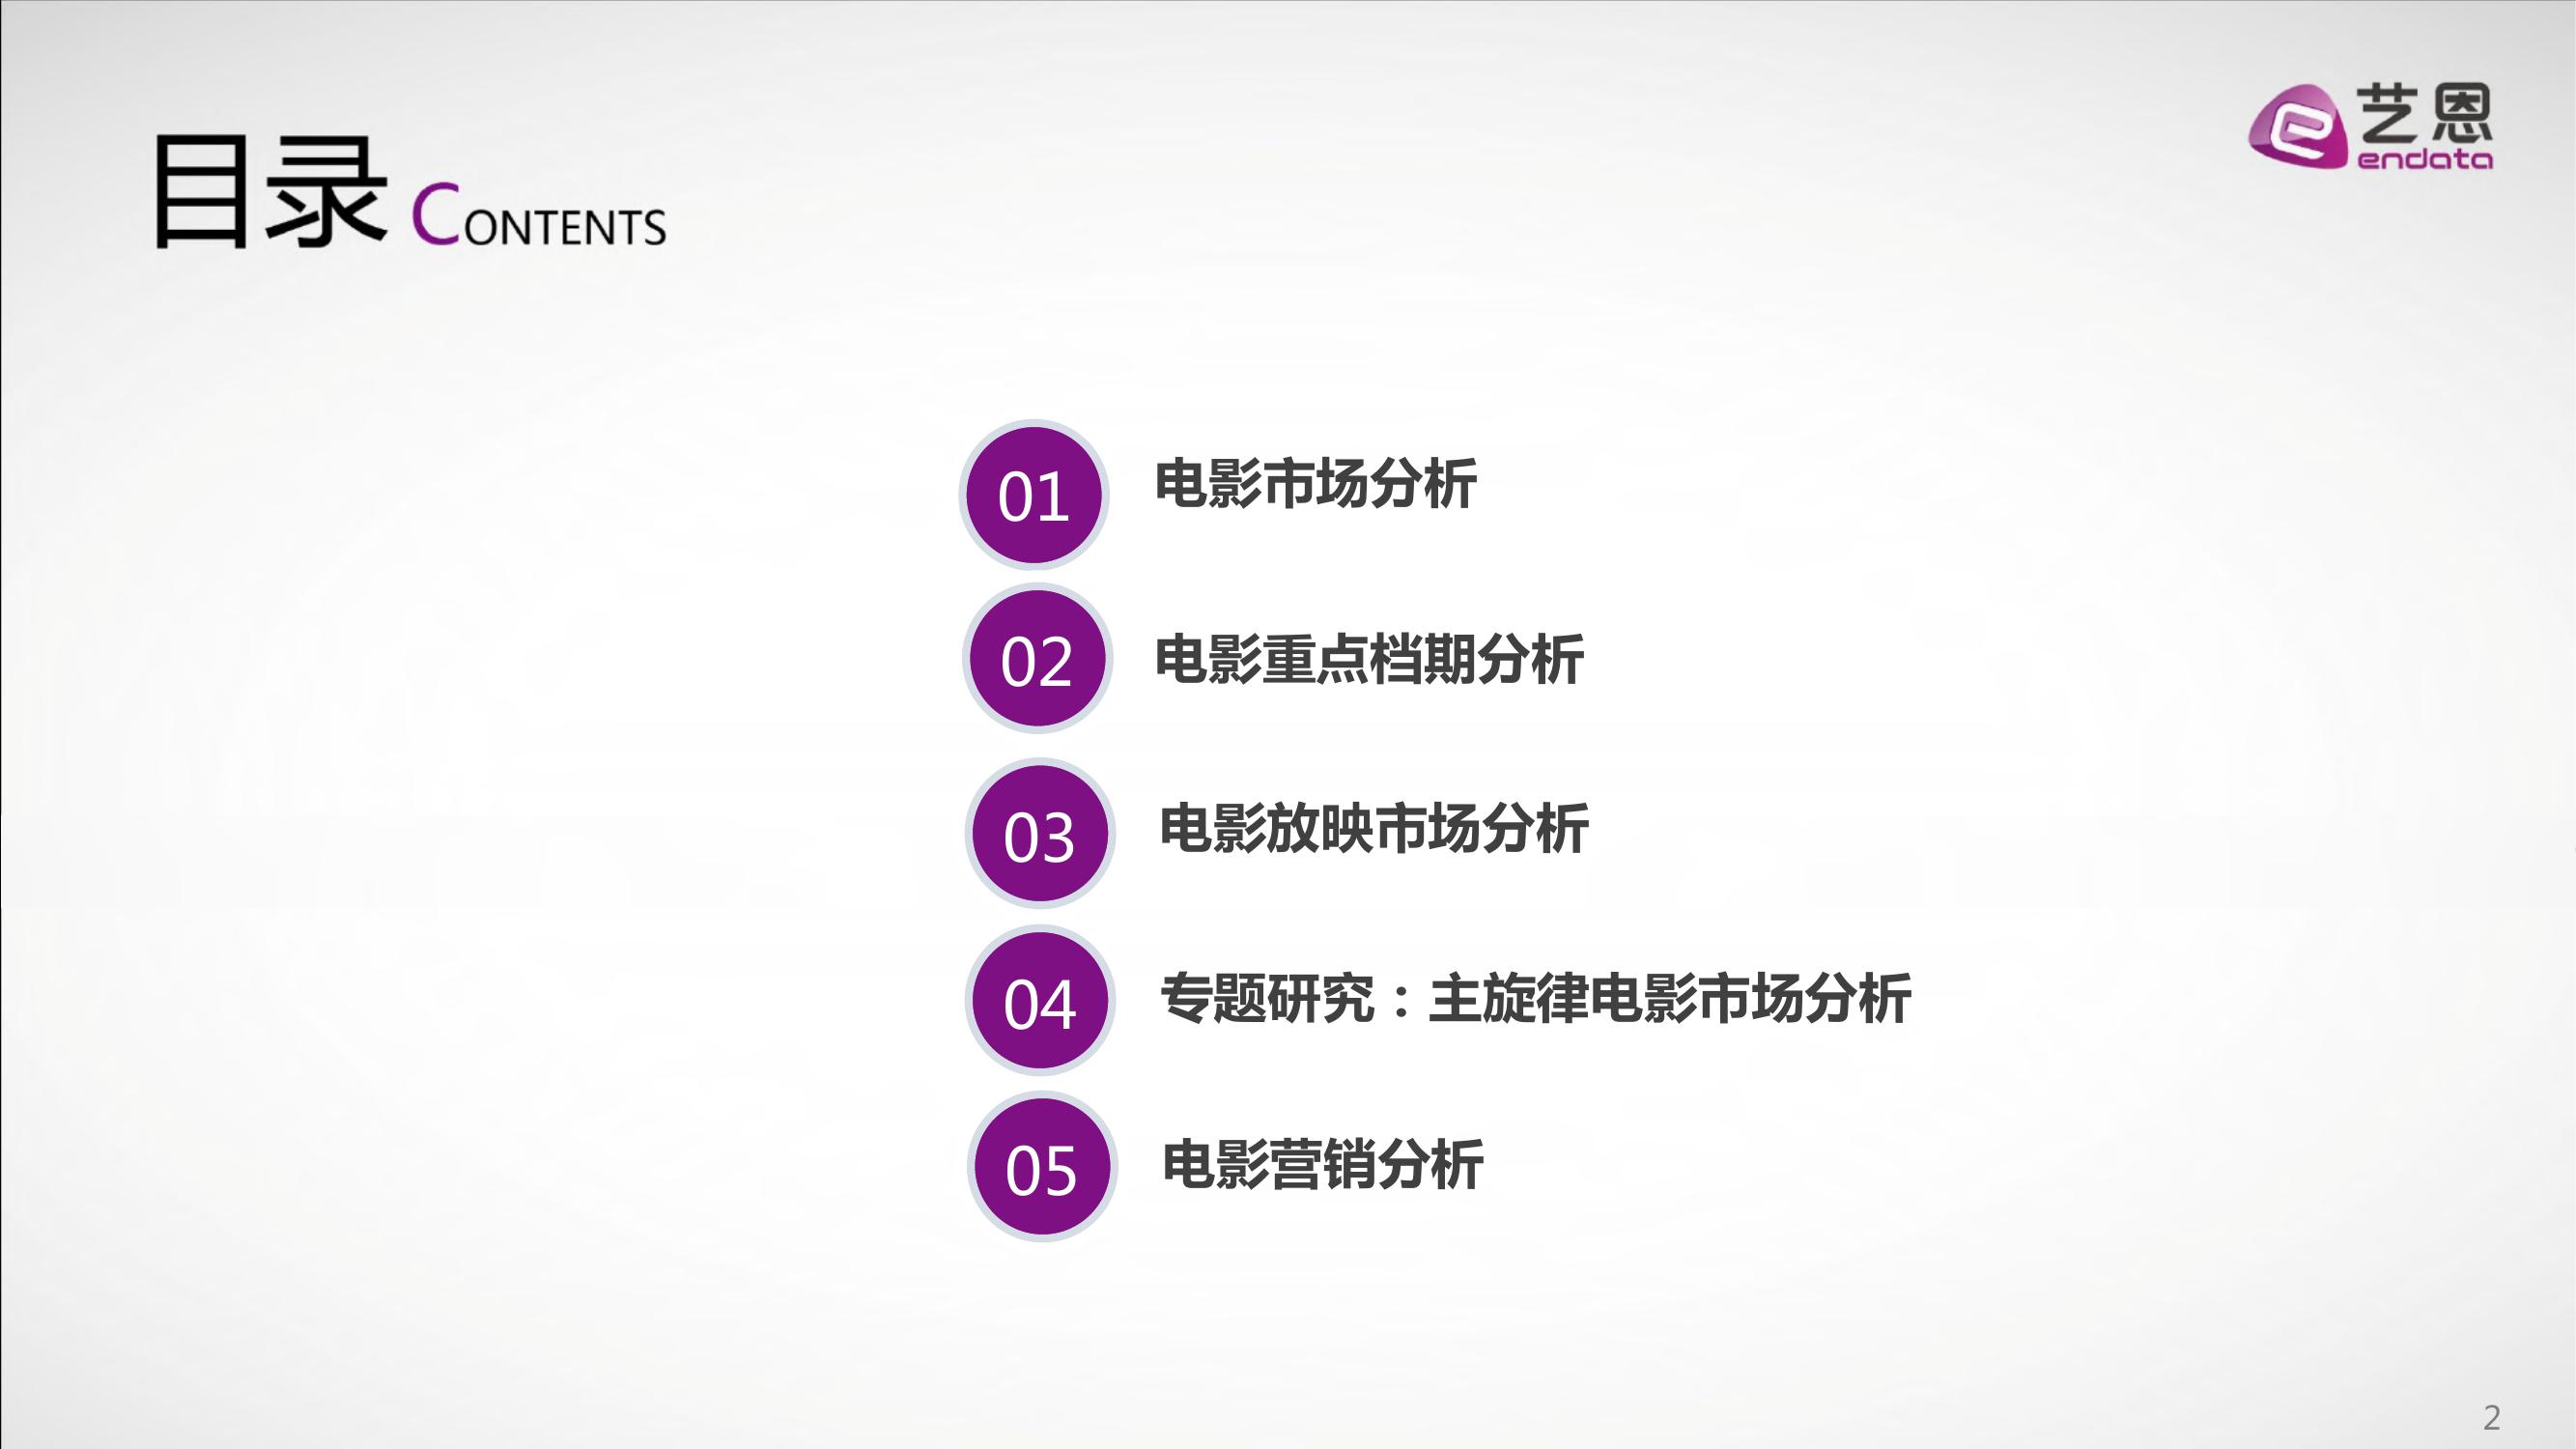 目录 CONTENTS
艺恩
endata
01 电影市场分析
02 电影重点档期分析
03 电影放映市场分析
04 专题研究：主旋律电影市场分析
05 电影营销分析
2